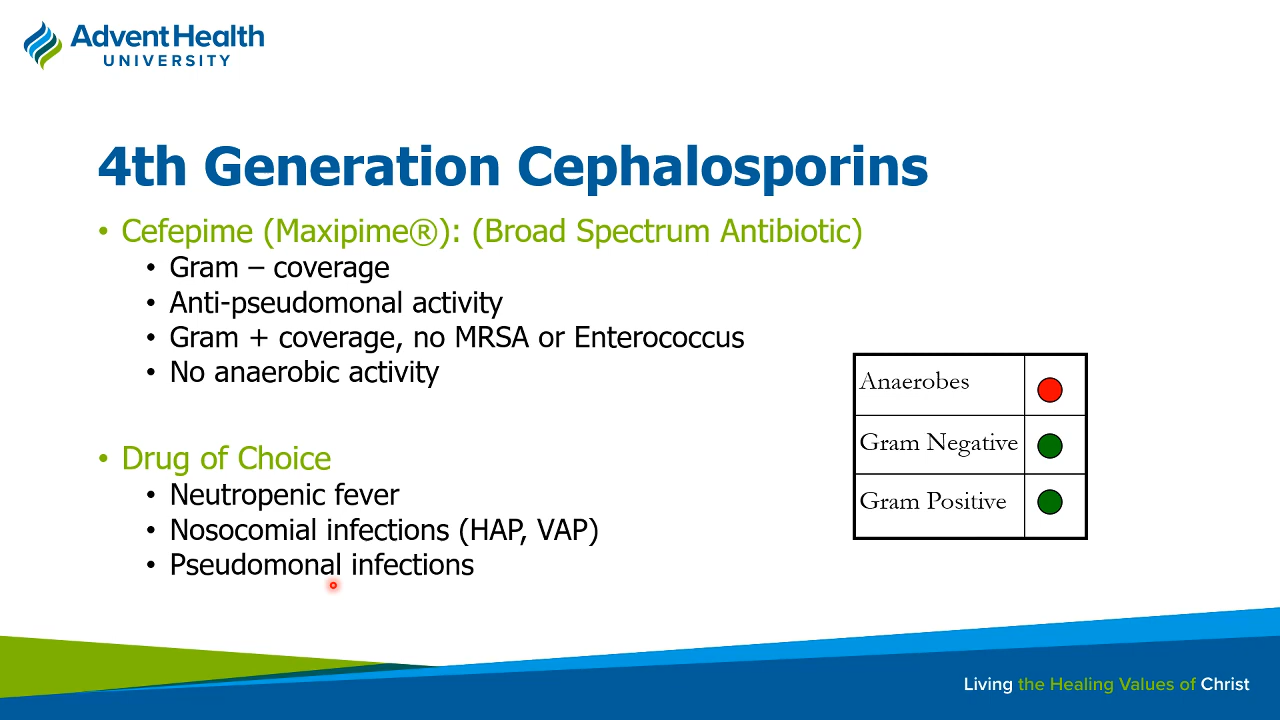 AdventHealth
UNIVERSITY
4th Generation Cephalosporins
• Cefepime (Maxipime®): (Broad Spectrum Antibiotic)
• Gram – coverage
• Anti-pseudomonal activity
• Gram + coverage, no MRSA or Enterococcus
• No anaerobic activity
• Drug of Choice
• Neutropenic fever
• Nosocomial infections (HAP, VAP)
• Pseudomonal infections
Anaerobes
Gram Negative
Gram Positive
Living the Healing Values of Christ